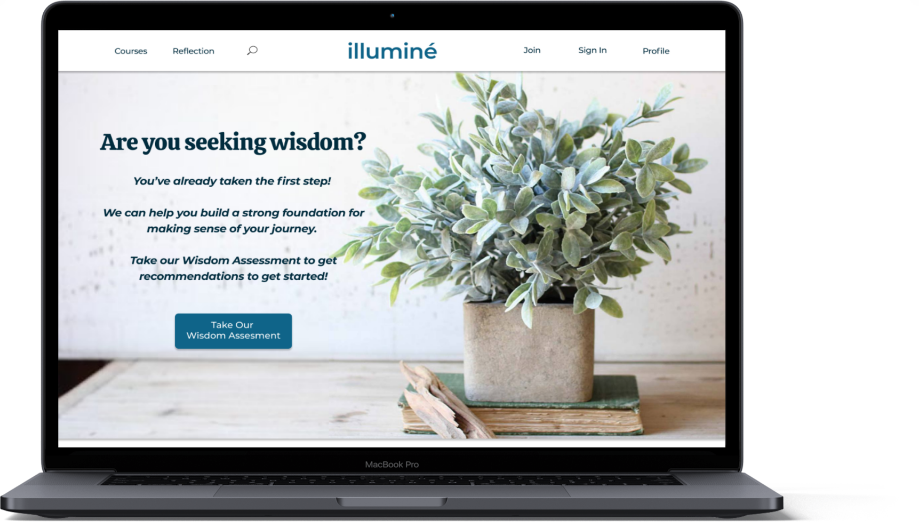 Courses Reflection illuminé Join Sign In Profile
Are you seeking wisdom?
You’ve already taken the first step!
We can help you build a strong foundation for
making sense of your journey.
Take our Wisdom Assessment to get
recommendations to get started!
Take Our
Wisdom Assesment
MacBook Pro